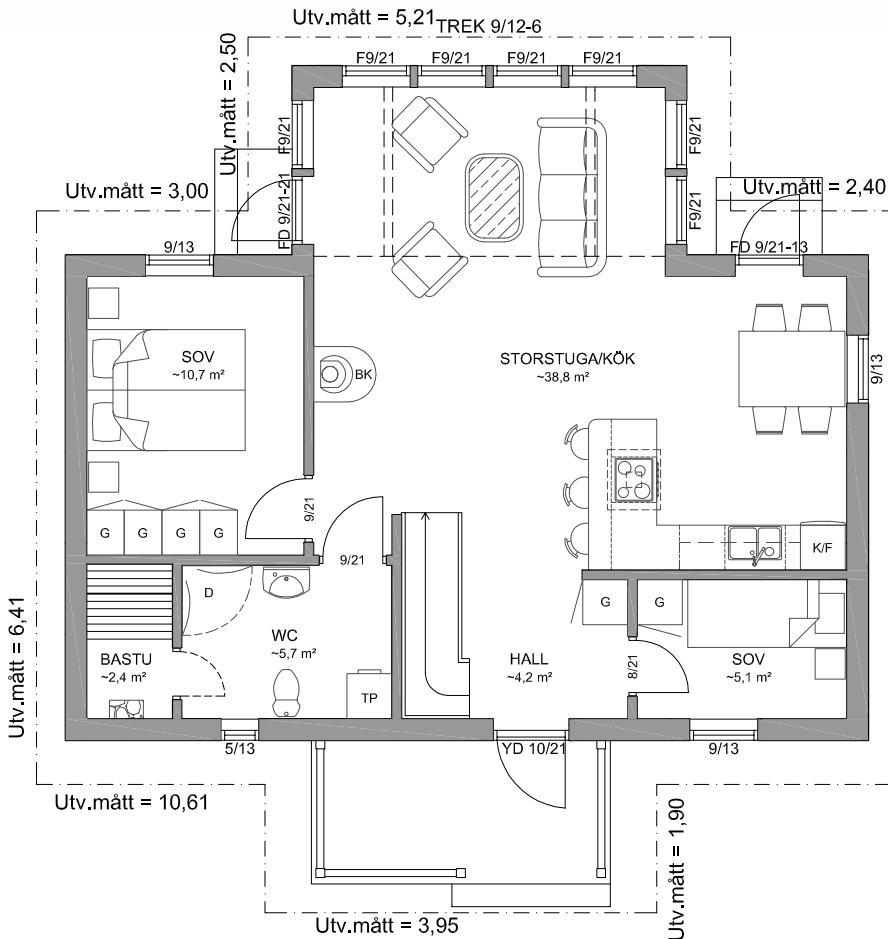 Utv.mått = 5,21
TREK 9/12-6
Utv.mått = 2,50
F9/21 F9/21 F9/21 F9/21
F9/21
F9/21
Utv.mått = 3,00
FD 9/21-21
F9/21
Utv.mått = 2,40
9/13
FD 9/21-13
SOV
~10,7 m²
STORSTUGA/KÖK
~38,8 m²
BK
9/13
9/21
G G G G
9/21
K/F
D
WC
~5,7 m²
BASTU
~2,4 m²
TP
G G
HALL
~4,2 m²
8/21
SOV
~5,1 m²
Utv.mått = 6,41
5/13
YD 10/21
9/13
Utv.mått = 10,61
Utv.mått = 1,90
Utv.mått = 3,95